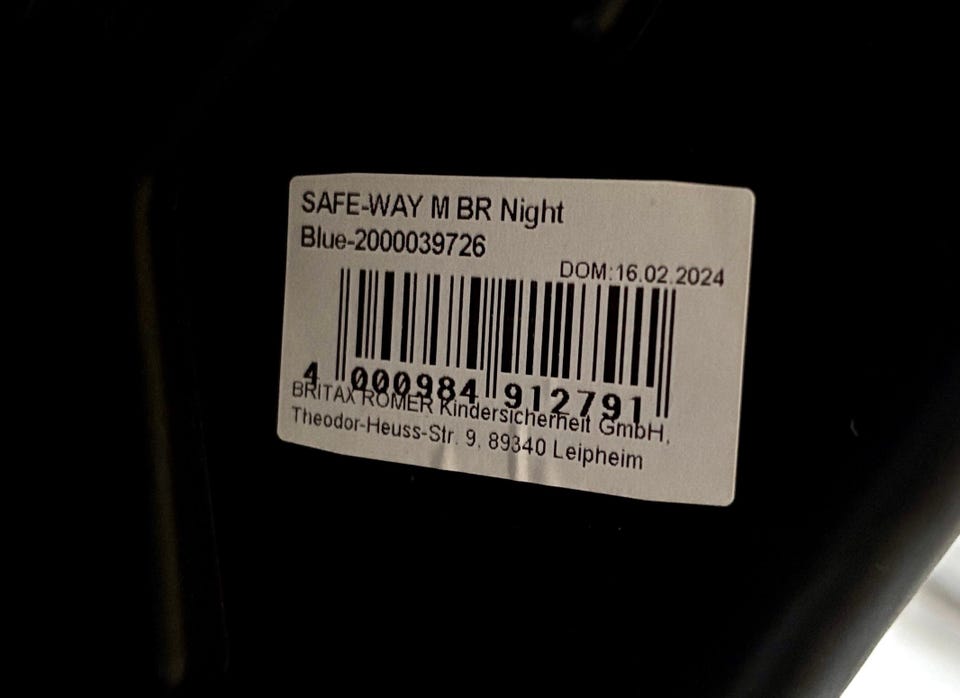 SAFE-WAY M BR Night
Blue-2000039726
DOM:16.02.2024
4 000984 912791
BRITAX RÖMER Kindersicherheit GmbH,
Theodor-Heuss-Str. 9, 89340 Leipheim